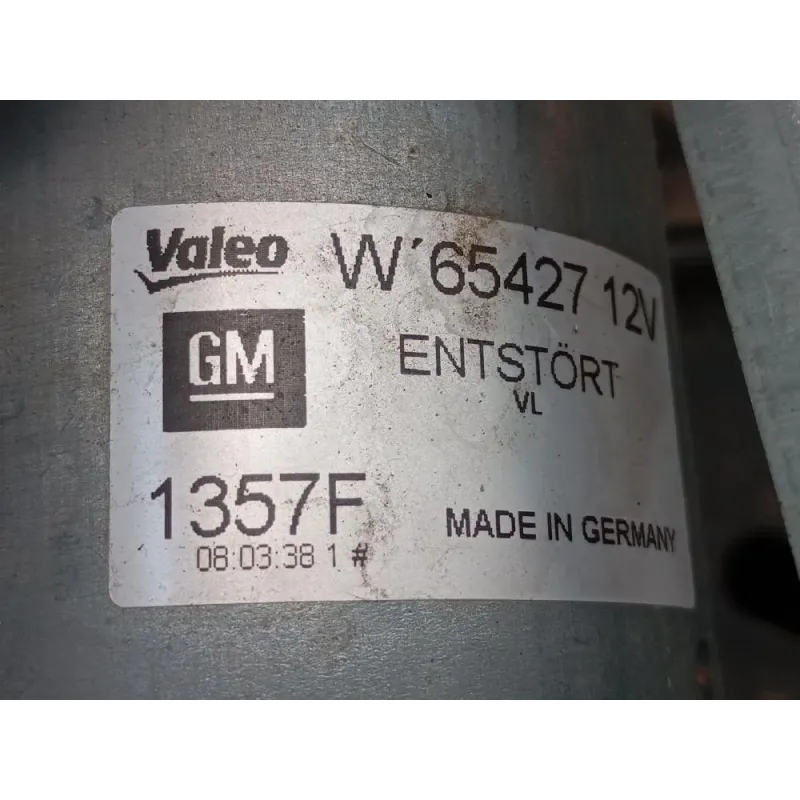 Valeo W´65427 12V
GM
ENTSTÖRT
VL
1357F
MADE IN GERMANY
08:03:38 1 #